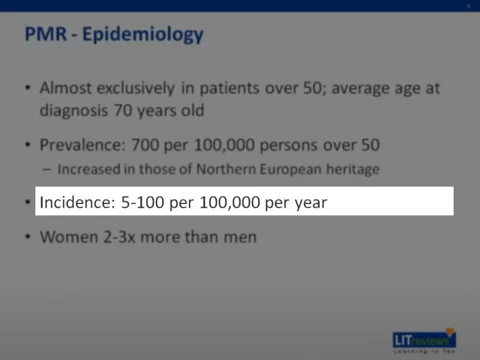 PMR - Epidemiology
• Almost exclusively in patients over 50; average age at
diagnosis 70 years old
• Prevalence: 700 per 100,000 persons over 50
– Increased in those of Northern European heritage
• Incidence: 5-100 per 100,000 per year
• Women 2-3x more than men
LITreviews
Learning is fun